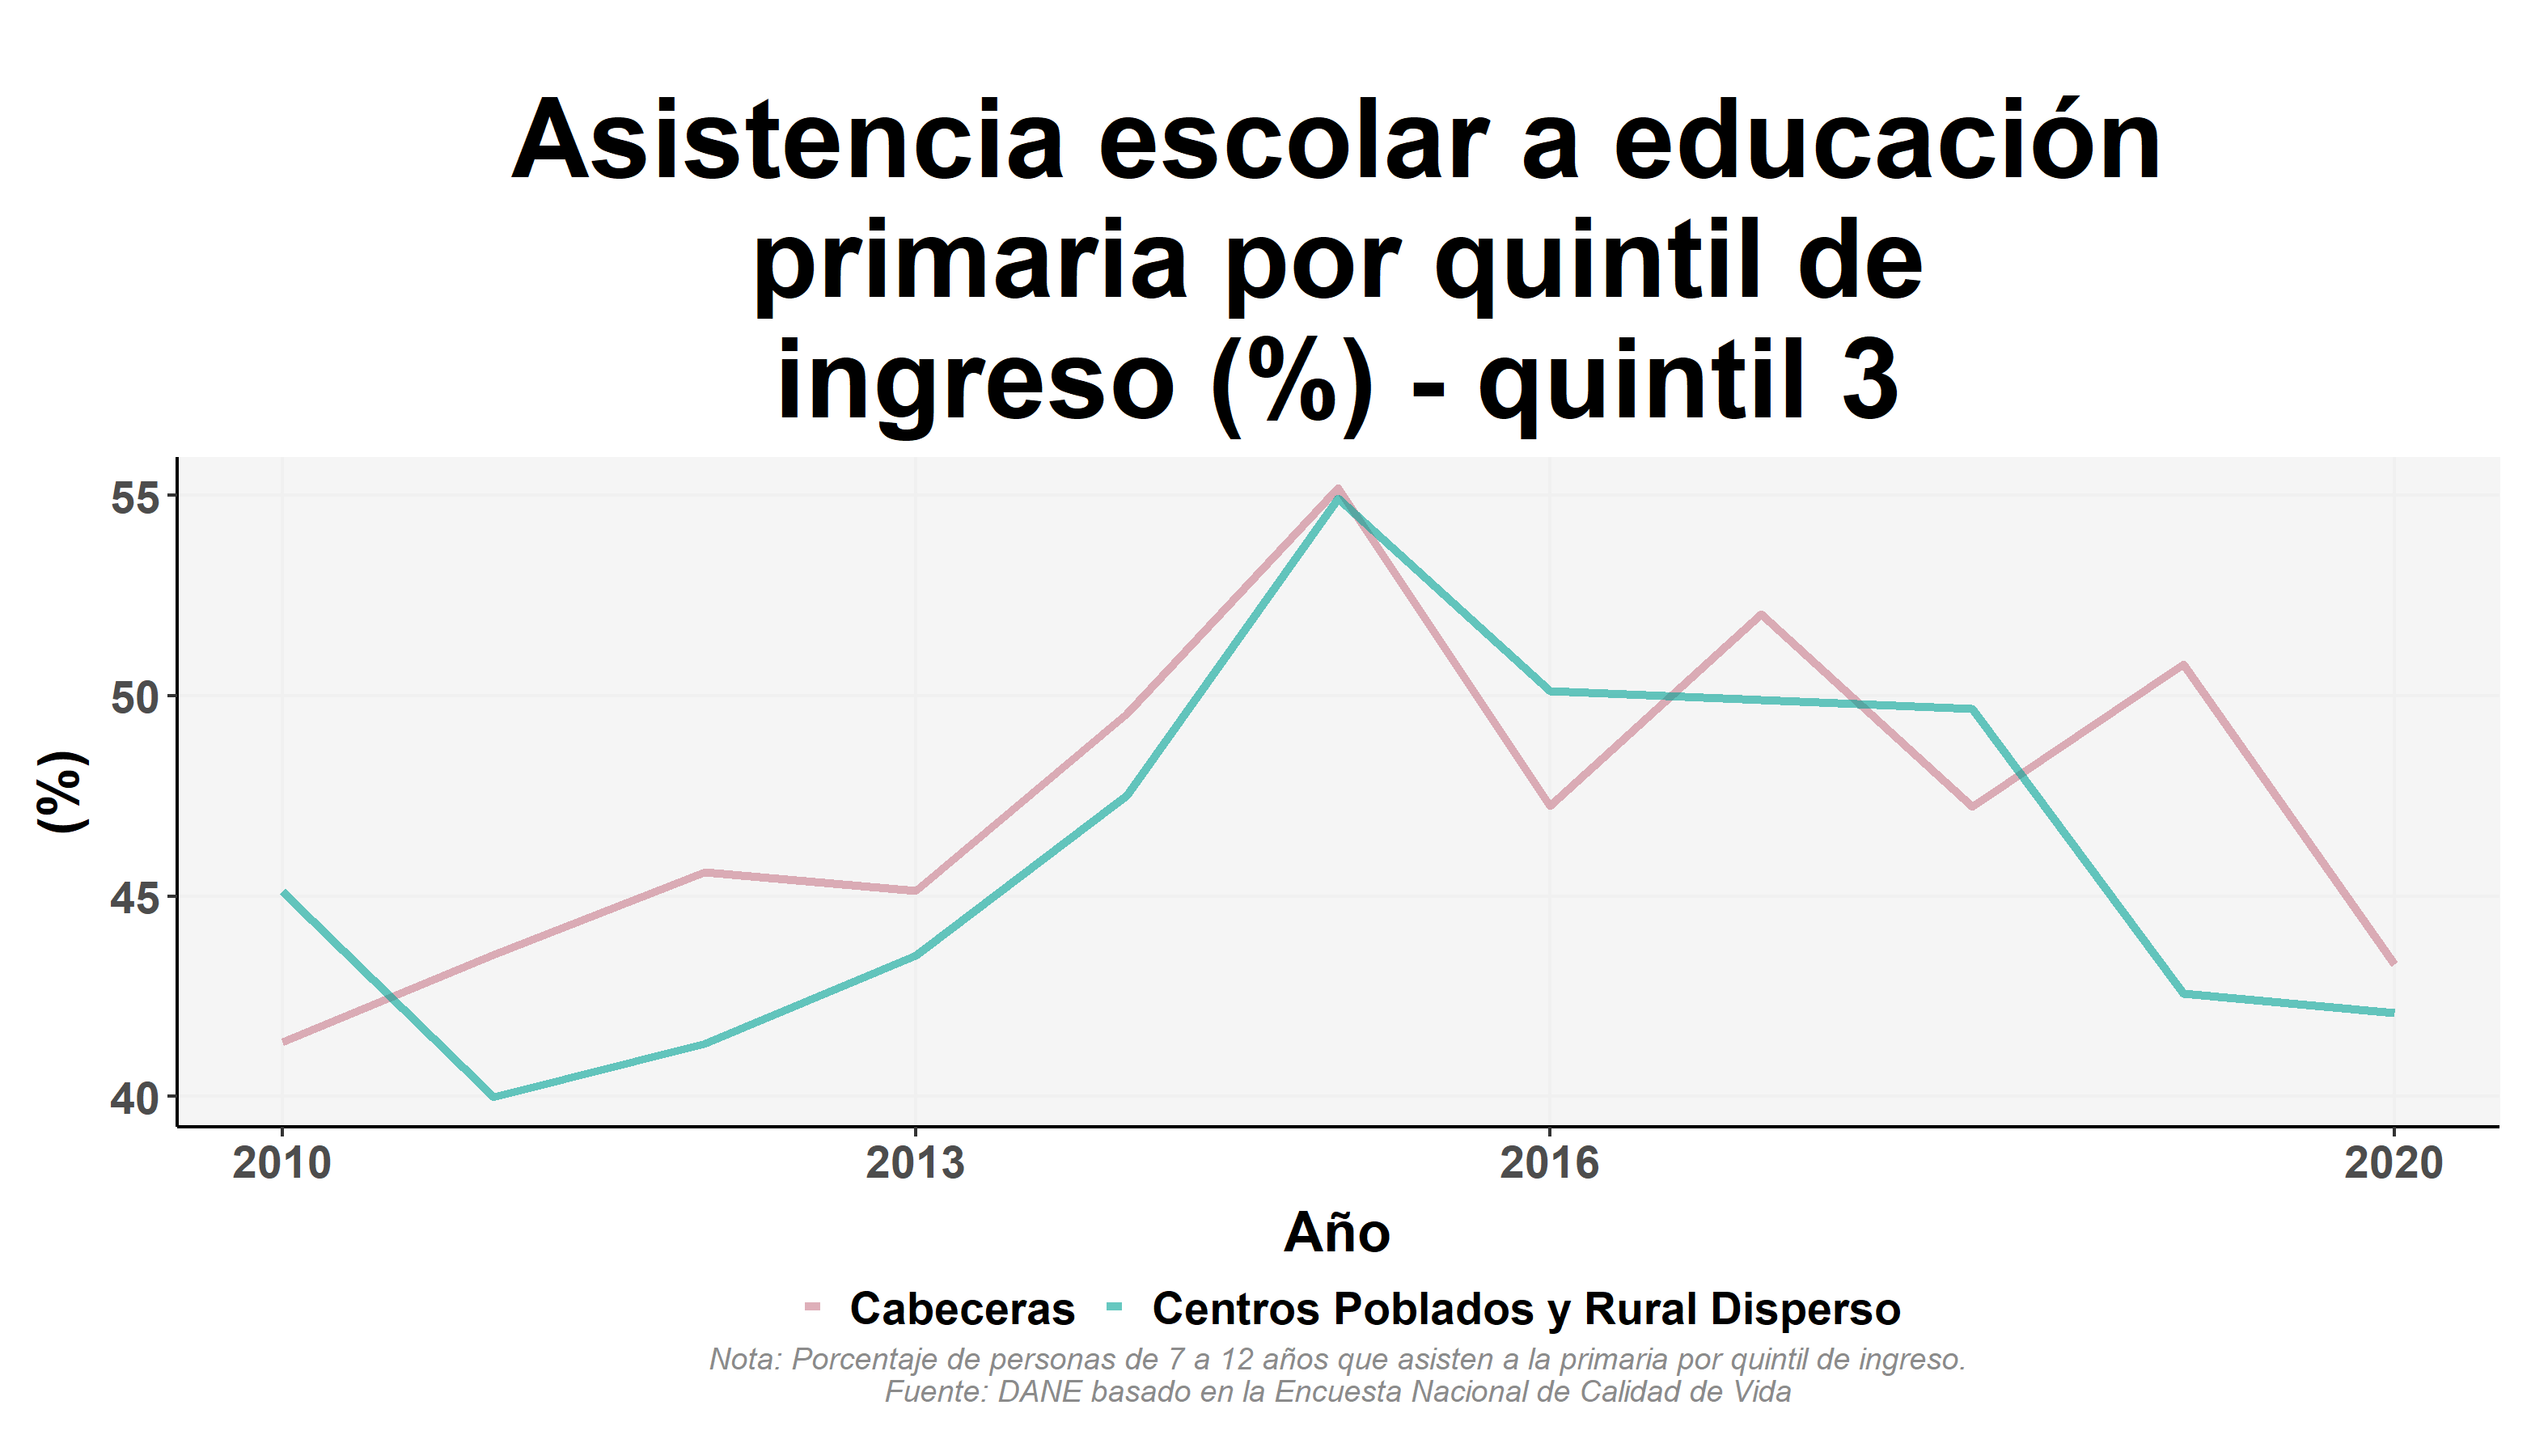 Asistencia escolar a educación
primaria por quintil de
ingreso (%) - quintil 3
55
50
45
40
(%)
2010
2013
2016
2020
Año
Cabeceras
Centros Poblados y Rural Disperso
Nota: Porcentaje de personas de 7 a 12 años que asisten a la primaria por quintil de ingreso.
Fuente: DANE basado en la Encuesta Nacional de Calidad de Vida